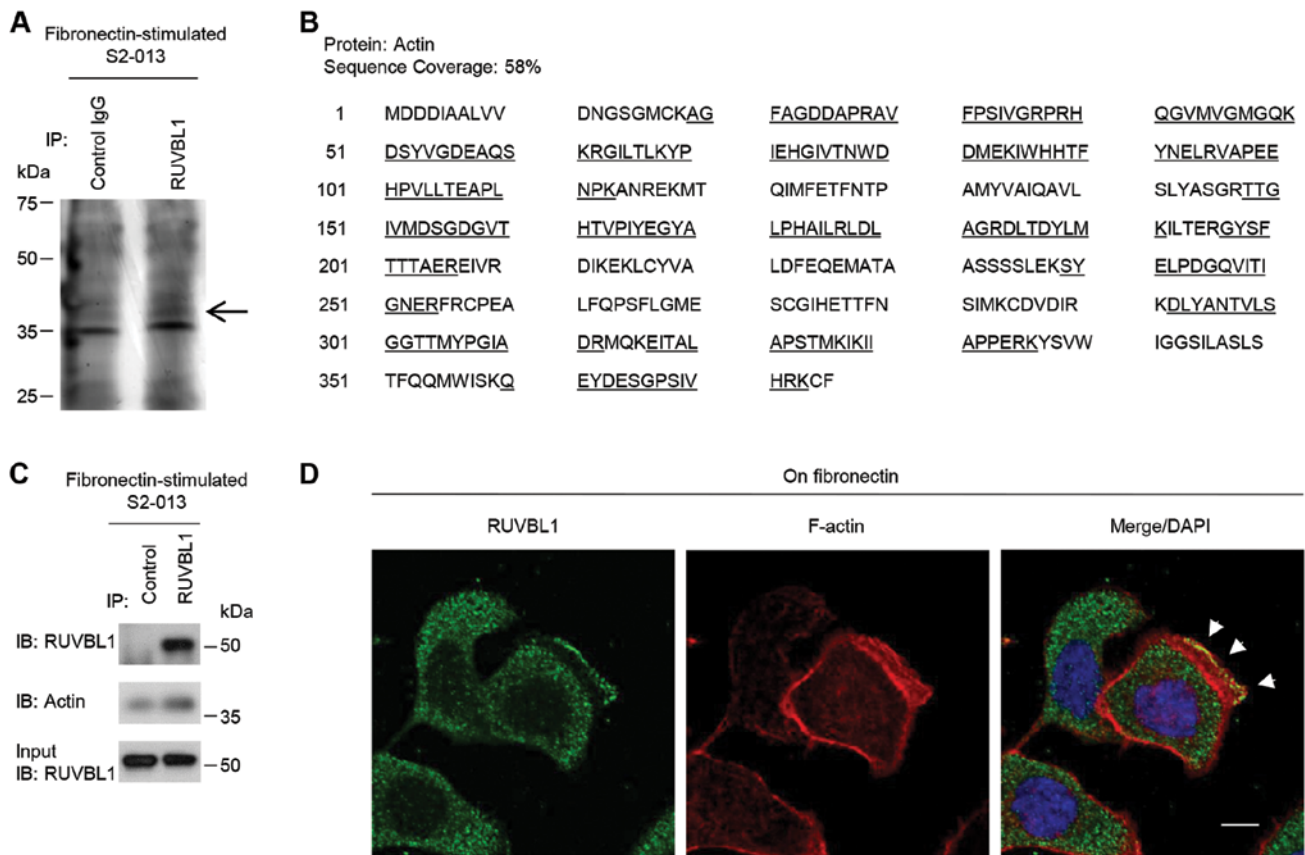 A
Fibronectin-stimulated
S2-013
IP:
Control IgG
RUVBL1
kDa
75
50
35
25
B
Protein: Actin
Sequence Coverage: 58%
1 MDDDIAALVV DNGSGMCKAG FAGDDAPRAV FPSIVGRPRH QGVMVGMGQK
51 DSYVGDEAQS KRGILTLKYP IEHGIVTNWD DMEKIWHHTF YNELRVAPEE
101 HPVLLTEAPL NPKANREKMT QIMFETFNTP AMYVAIQAVL SLYASGRTTG
151 IVMDSGDGVT HTVPIYEGYA LPHAILRLDL AGRDLTDYLM KILTERGYSF
201 TTTAEREIVR DIKEKLCYVA LDFEQEMATA ASSSSLEKSY ELPDGQVITI
251 GNERFRCPEA LFQPSFLGME SCGIHETTFN SIMKCDVDIR KDLYANTVLS
301 GGTTMYPGIA DRMQKEITAL APSTMKIKII APPERKYSVW IGGSILASLS
351 TFQQMWISKQ EYDESGPSIV HRKCF
C
Fibronectin-stimulated
S2-013
IP:
Control
RUVBL1
kDa
IB: RUVBL1
50
IB: Actin
35
Input
IB: RUVBL1
50
D
On fibronectin
RUVBL1 F-actin Merge/DAPI